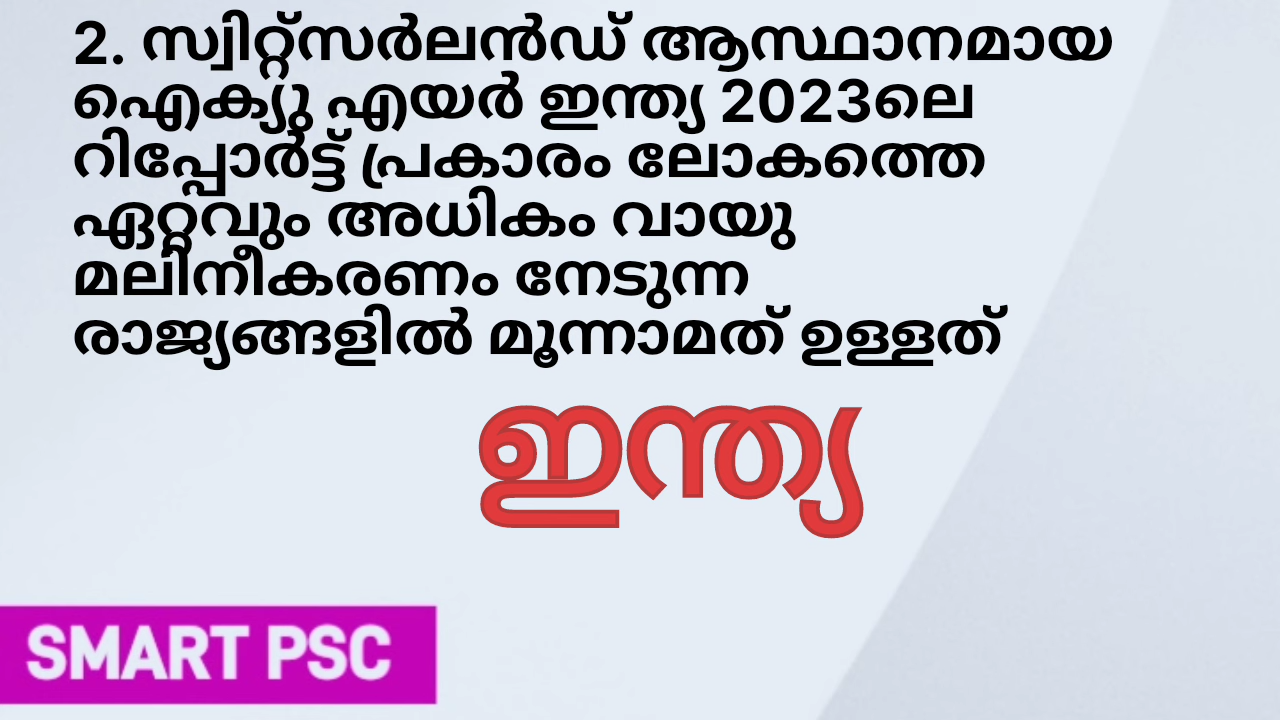 2. സ്വിറ്റ്സർലൻഡ് ആസ്ഥാനമായ
ഐക്യു എയർ ഇന്ത്യ 2023ലെ
റിപ്പോർട്ട് പ്രകാരം ലോകത്തെ
ഏറ്റവും അധികം വായു
മലിനീകരണം നേടുന്ന
രാജ്യങ്ങളിൽ മൂന്നാമത് ഉള്ളത്
ഇന്ത്യ
SMART PSC